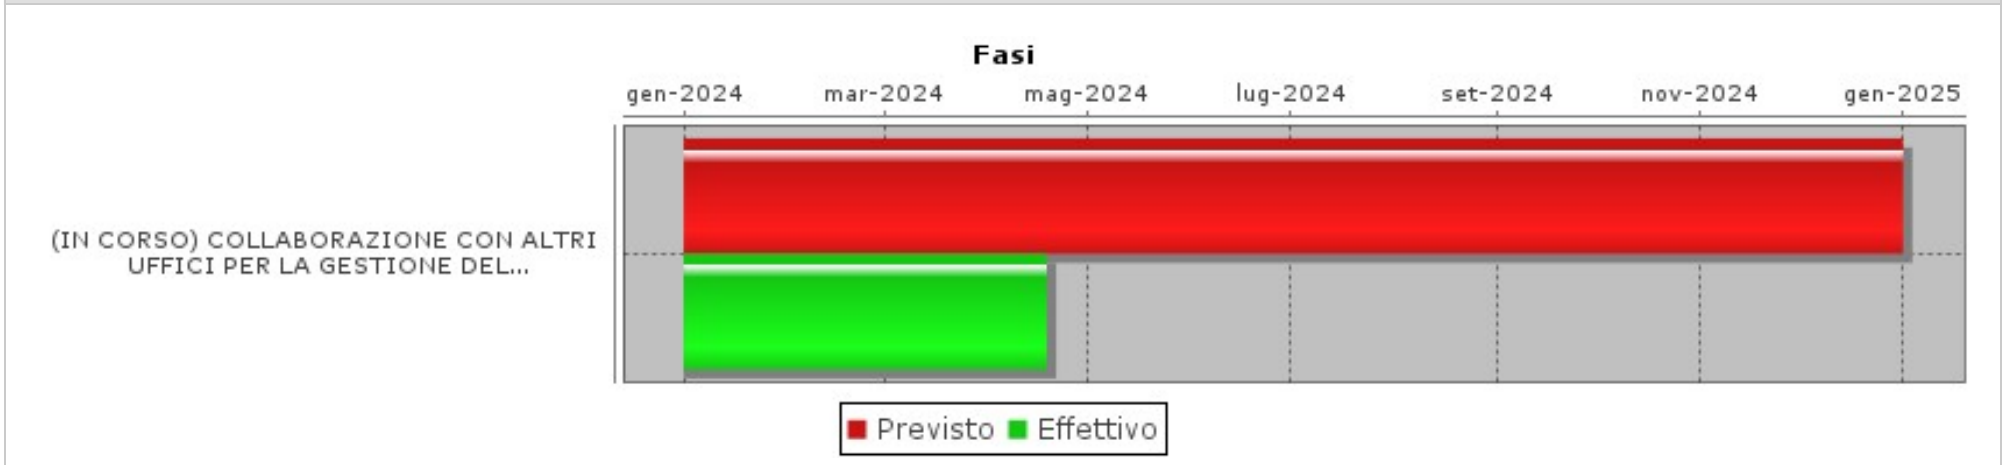 Fasi
gen-2024 mar-2024 mag-2024 lug-2024 set-2024 nov-2024 gen-2025
(IN CORSO) COLLABORAZIONE CON ALTRI
UFFICI PER LA GESTIONE DEL...
Previsto Effettivo